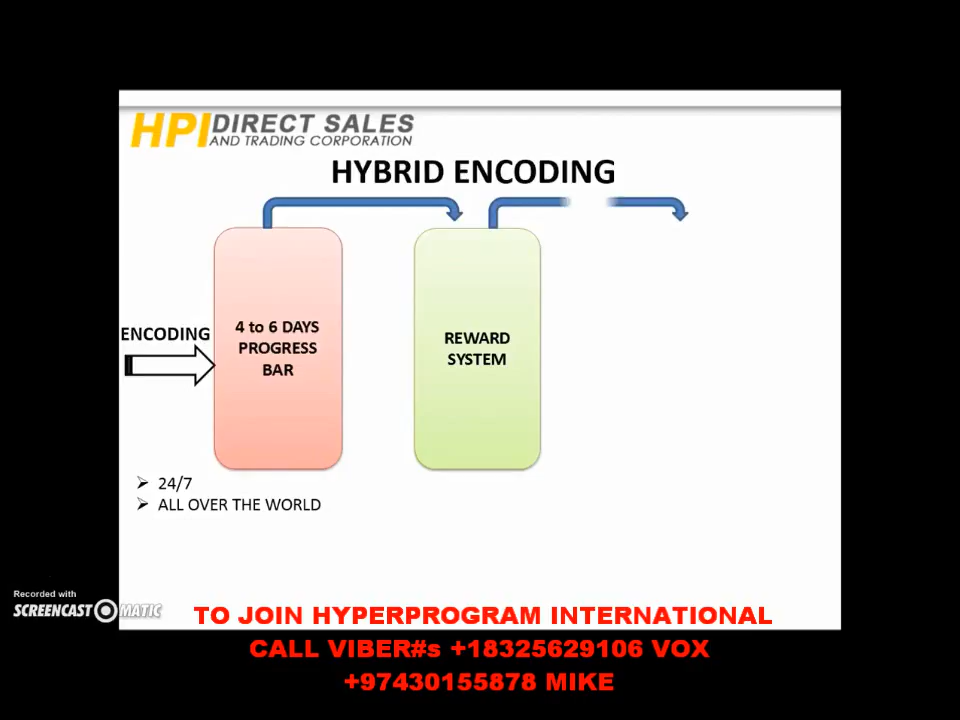 HPI DIRECT SALES
AND TRADING CORPORATION
HYBRID ENCODING
ENCODING
4 to 6 DAYS
PROGRESS
BAR
REWARD
SYSTEM
24/7
ALL OVER THE WORLD
Recorded with
SCREENCAST MATIC
TO JOIN HYPERPROGRAM INTERNATIONAL
CALL VIBER#s +18325629106 VOX
+97430155878 MIKE